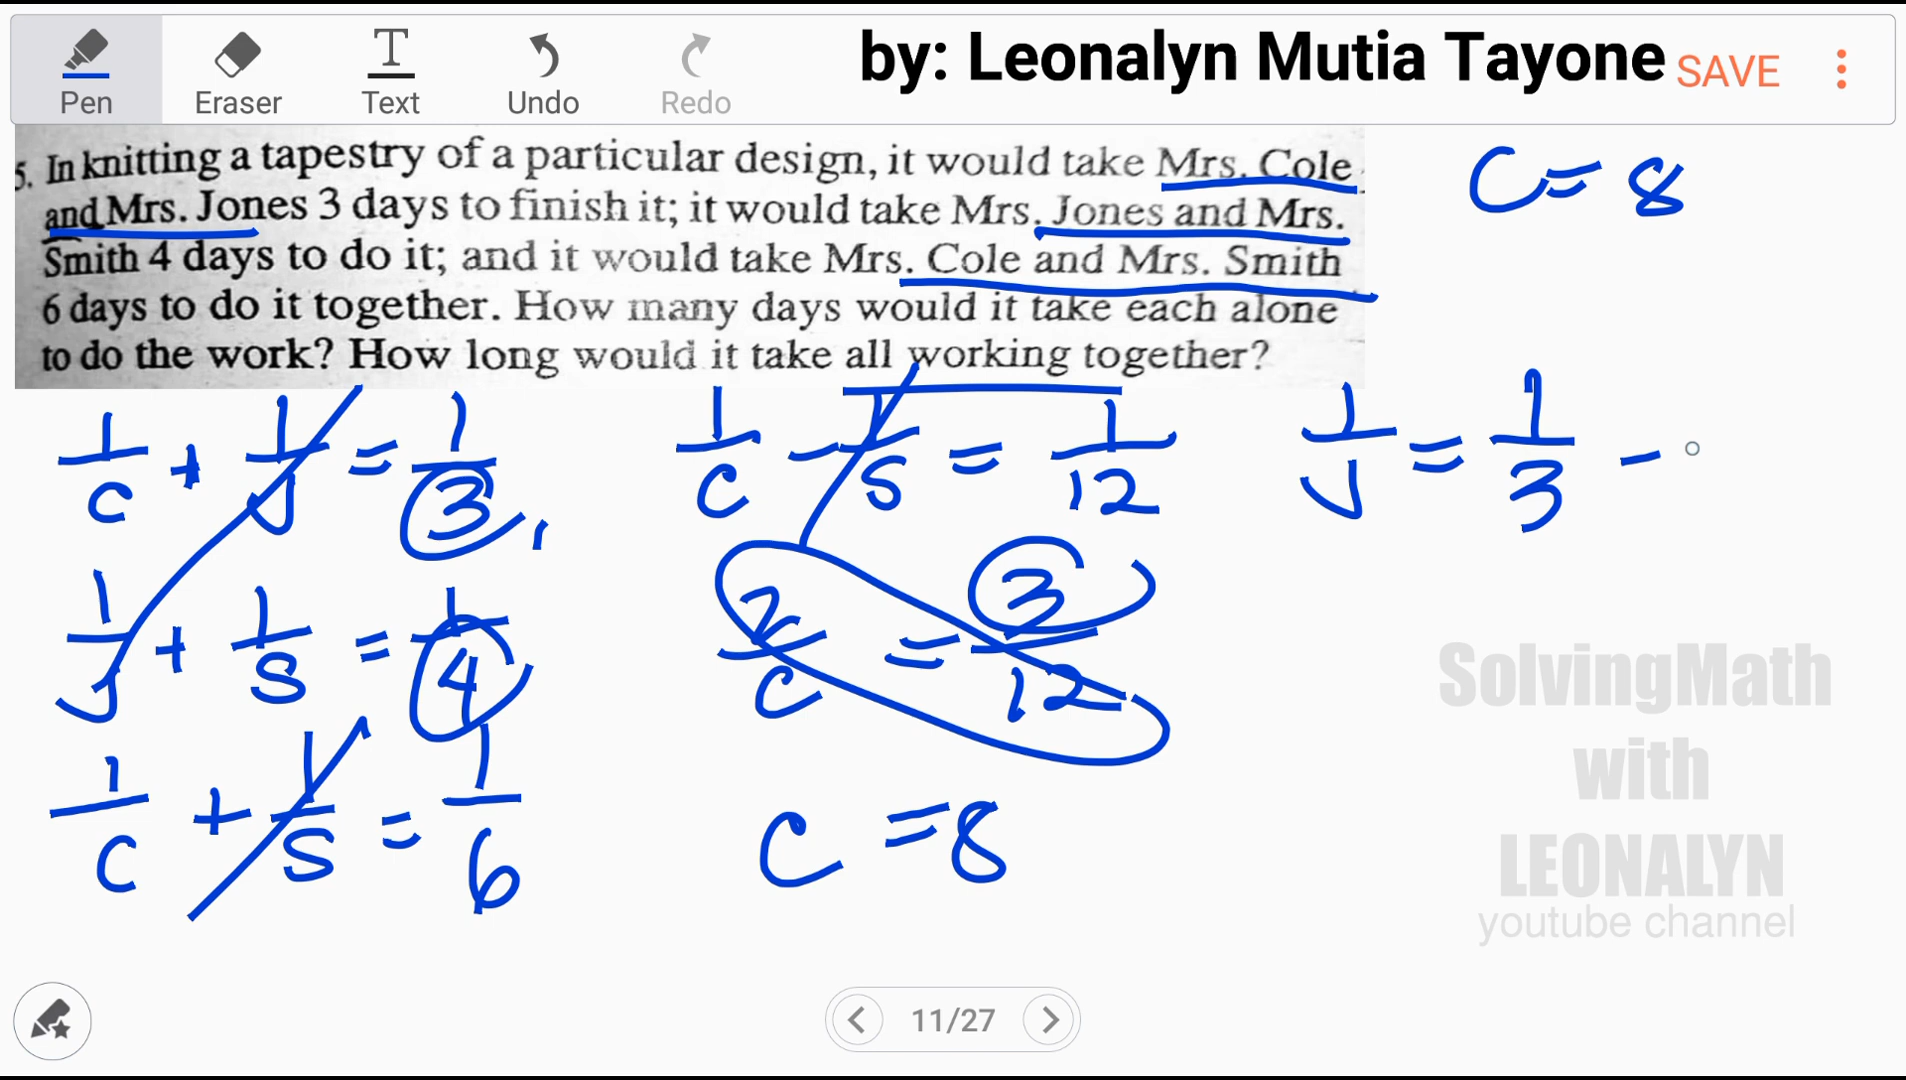 Pen Eraser Text Undo Redo by: Leonalyn Mutia Tayone SAVE
5. In knitting a tapestry of a particular design, it would take Mrs. Cole
and Mrs. Jones 3 days to finish it; it would take Mrs. Jones and Mrs.
Smith 4 days to do it; and it would take Mrs. Cole and Mrs. Smith
6 days to do it together. How many days would it take each alone
to do the work? How long would it take all working together?
C = 8
1/C + 1/J = 1/3,
1/J + 1/S = 1/4
1/C + 1/S = 1/6
1/C - 1/S = 1/12
2/C = 3/12
C = 8
1/J = 1/3 -
SolvingMath
with
LEONALYN
youtube channel
11/27